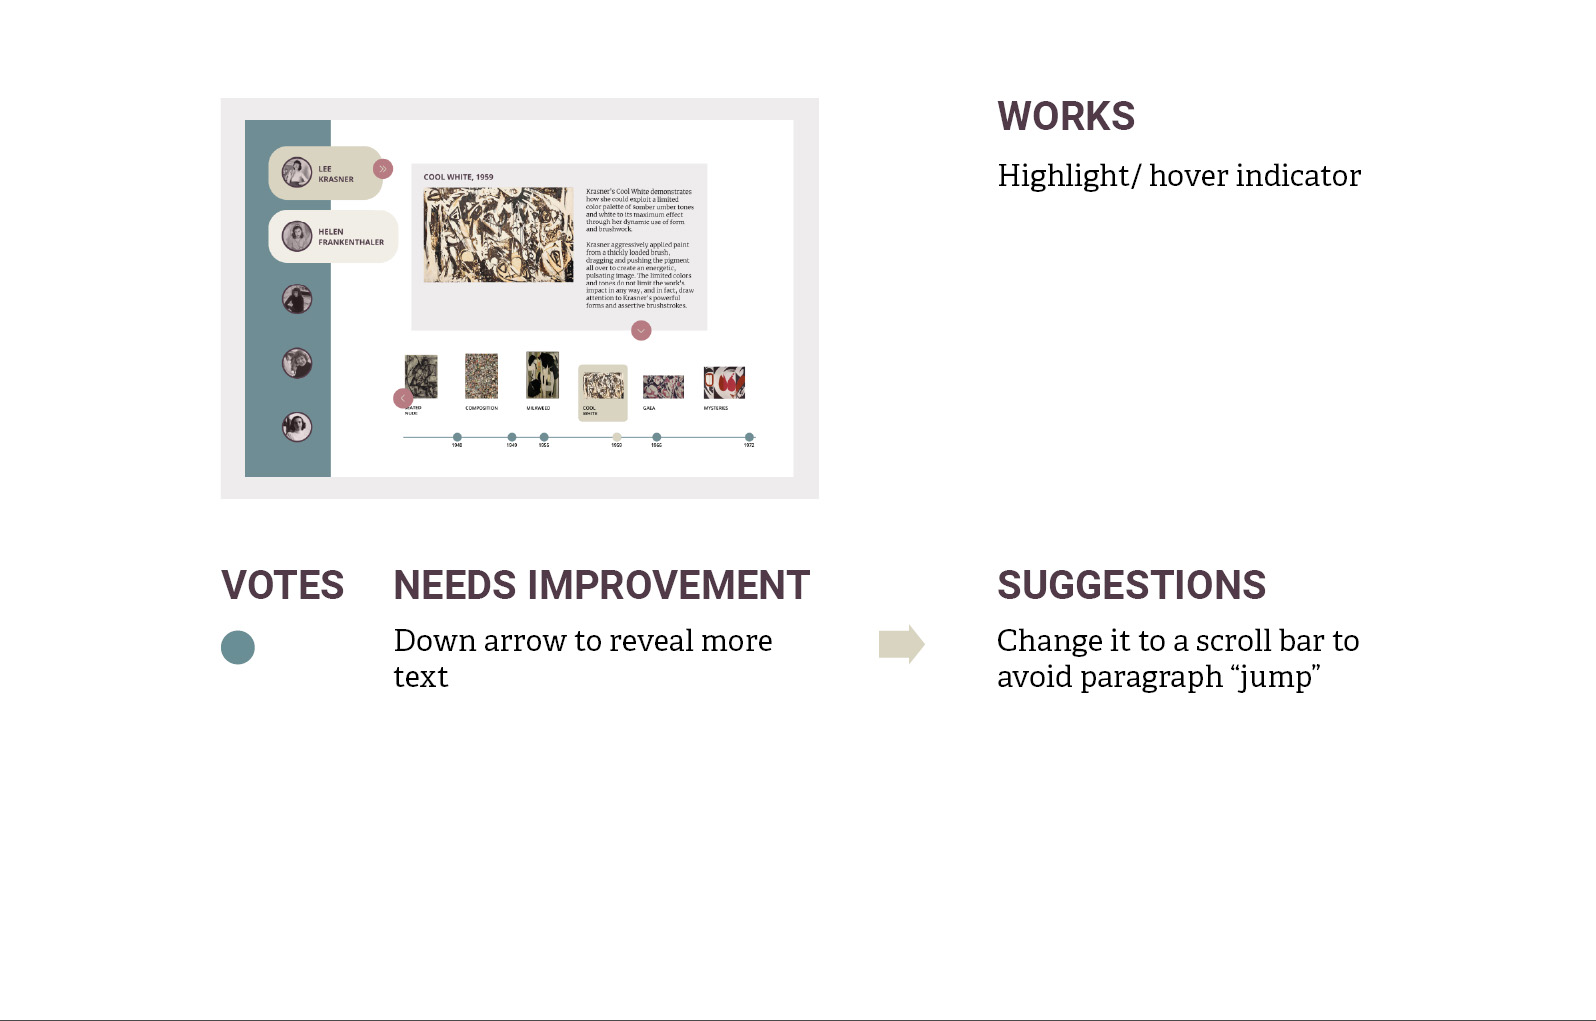 LEE
KRASNER
HELEN
FRANKENTHALER
COOL WHITE, 1959
Krasner's Cool White demonstrates
how she could exploit a limited
color palette of somber umber tones
and white to its maximum effect
through her dynamic use of form
and brushwork.
Krasner aggressively applied paint
from a thickly loaded brush,
dragging and pushing the pigment
all over to create an energetic,
pulsating image. The limited colors
and tones do not limit the work's
impact in any way, and in fact, draw
attention to Krasner's powerful
forms and assertive brushstrokes.
NUDE
COMPOSITION
MILKWEED
COOL
WHITE
GAEA
MYSTERIES
1949
1955
1959
1966
1972
WORKS
Highlight/ hover indicator
VOTES
NEEDS IMPROVEMENT
Down arrow to reveal more
text
SUGGESTIONS
Change it to a scroll bar to
avoid paragraph “jump”